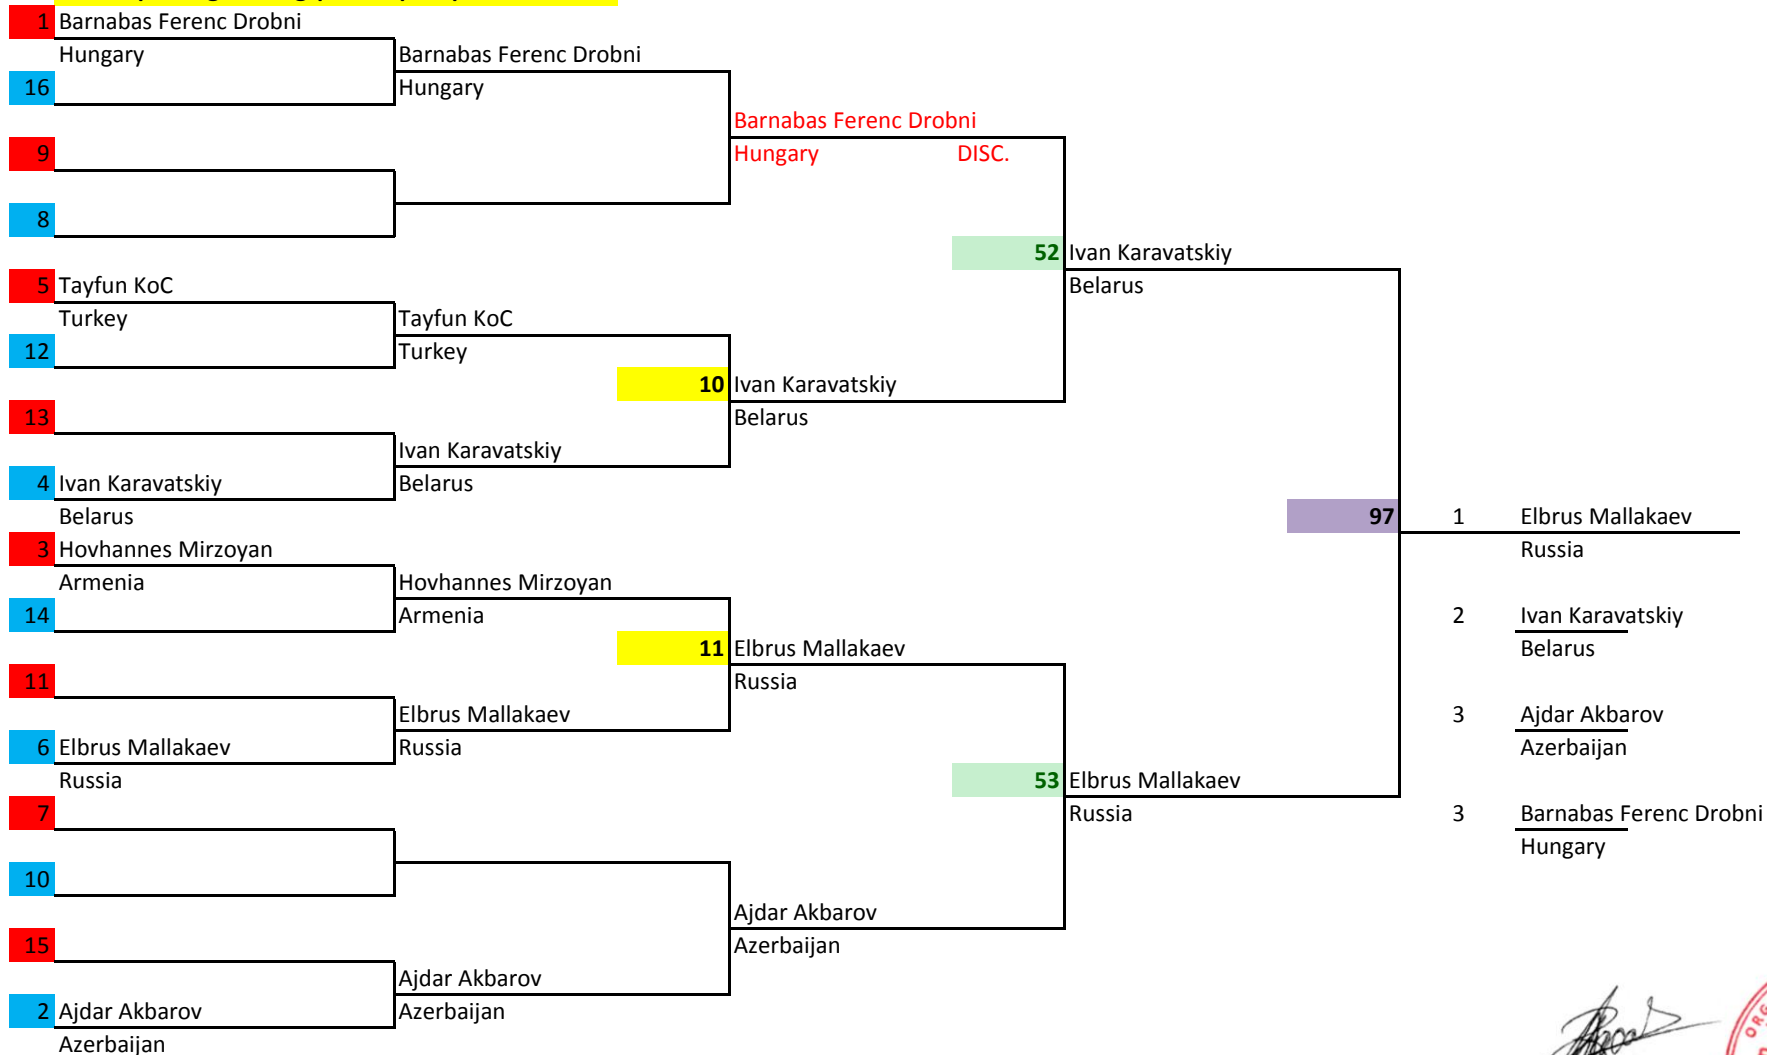 1 Barnabas Ferenc Drobni
Hungary
Barnabas Ferenc Drobni
16
Hungary
Barnabas Ferenc Drobni
9
Hungary DISC.
8
52 Ivan Karavatskiy
5 Tayfun KoC
Belarus
Turkey
Tayfun KoC
12
Turkey
10 Ivan Karavatskiy
13
Belarus
Ivan Karavatskiy
4 Ivan Karavatskiy
Belarus
Belarus
97 1 Elbrus Mallakaev
3 Hovhannes Mirzoyan
Russia
Armenia
Hovhannes Mirzoyan
14
Armenia
2 Ivan Karavatskiy
11 Elbrus Mallakaev
Belarus
11
Russia
Elbrus Mallakaev
3 Ajdar Akbarov
6 Elbrus Mallakaev
Russia
Azerbaijan
Russia
53 Elbrus Mallakaev
7
Russia
3 Barnabas Ferenc Drobni
Hungary
10
Ajdar Akbarov
15
Azerbaijan
Ajdar Akbarov
2 Ajdar Akbarov
Azerbaijan
Azerbaijan